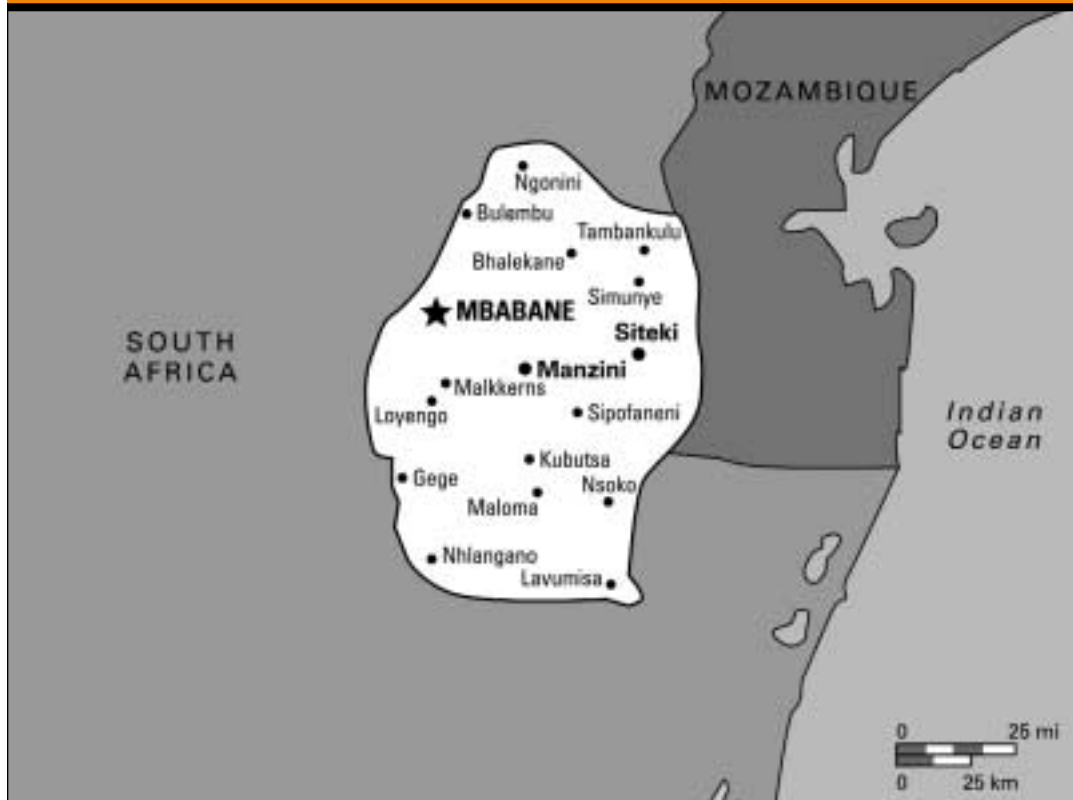 MOZAMBIQUE
Ngonini
Bulembu
Tambankulu
Bhalekane
Simunye
MBABANE
Siteki
SOUTH
AFRICA
Manzini
Malkkerns
Loyengo
Sipofaneni
Indian
Ocean
Kubutsa
Gege
Nsoko
Maloma
Nhlangano
Lavumisa
0 25 mi
0 25 km